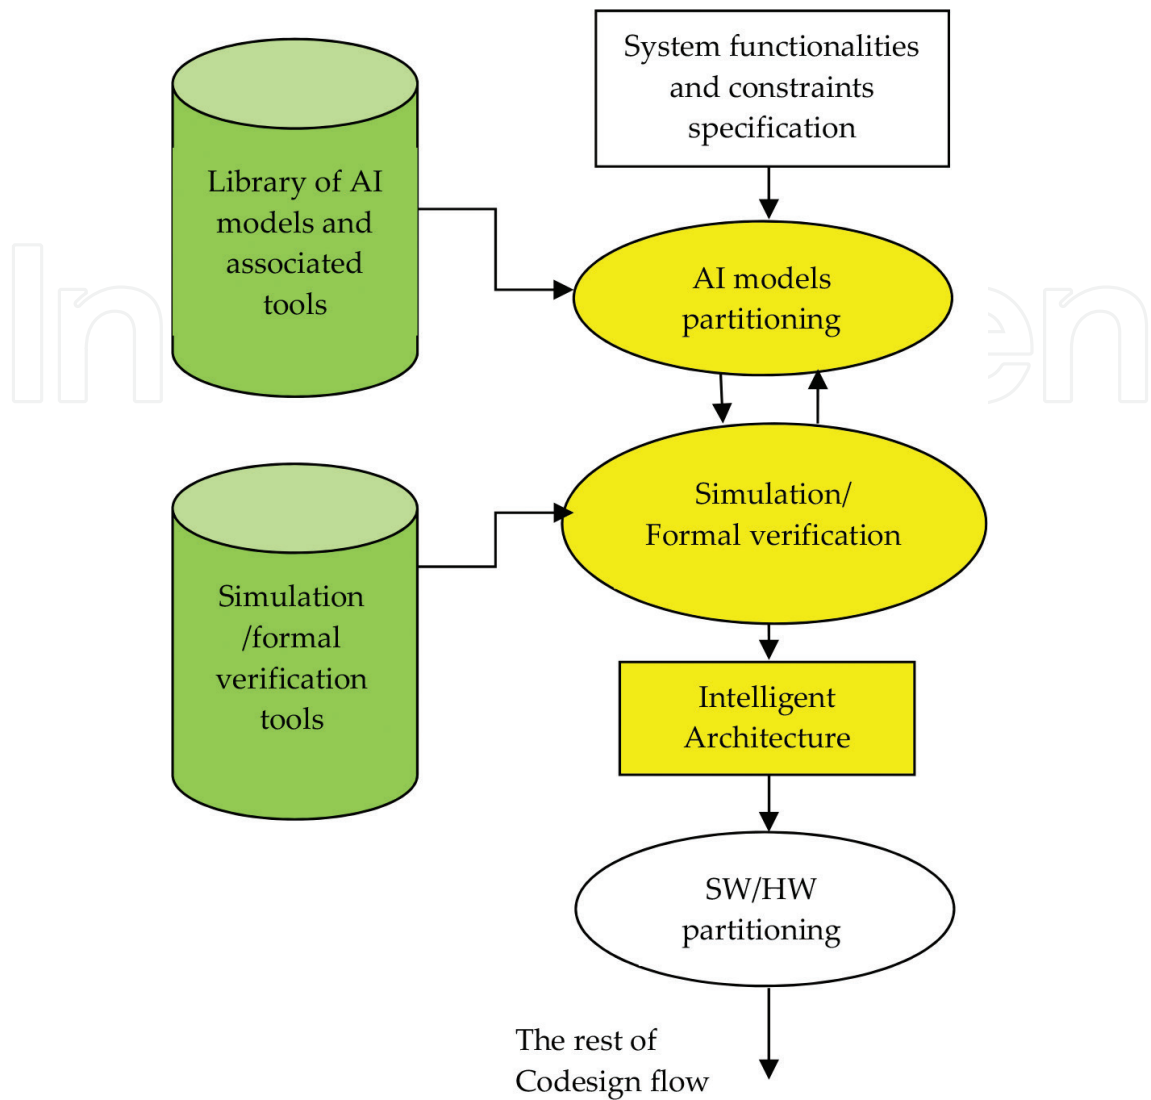 System functionalities
and constraints
specification
Library of AI
models and
associated
tools
AI models
partitioning
Simulation/
Formal verification
Simulation
/formal
verification
tools
Intelligent
Architecture
SW/HW
partitioning
The rest of
Codesign flow